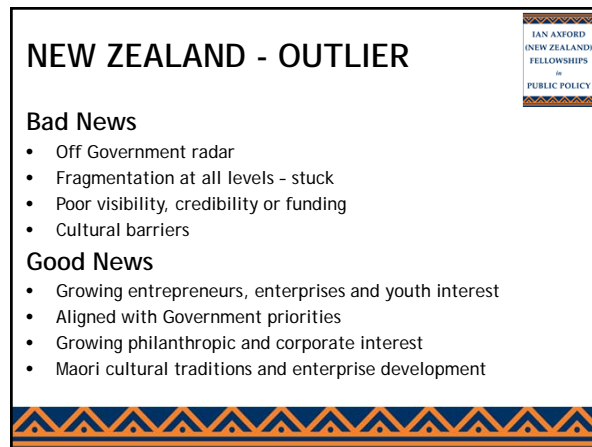 NEW ZEALAND - OUTLIER
IAN AXFORD
(NEW ZEALAND)
FELLOWSHIPS
in
PUBLIC POLICY
Bad News
• Off Government radar
• Fragmentation at all levels – stuck
• Poor visibility, credibility or funding
• Cultural barriers
Good News
• Growing entrepreneurs, enterprises and youth interest
• Aligned with Government priorities
• Growing philanthropic and corporate interest
• Maori cultural traditions and enterprise development